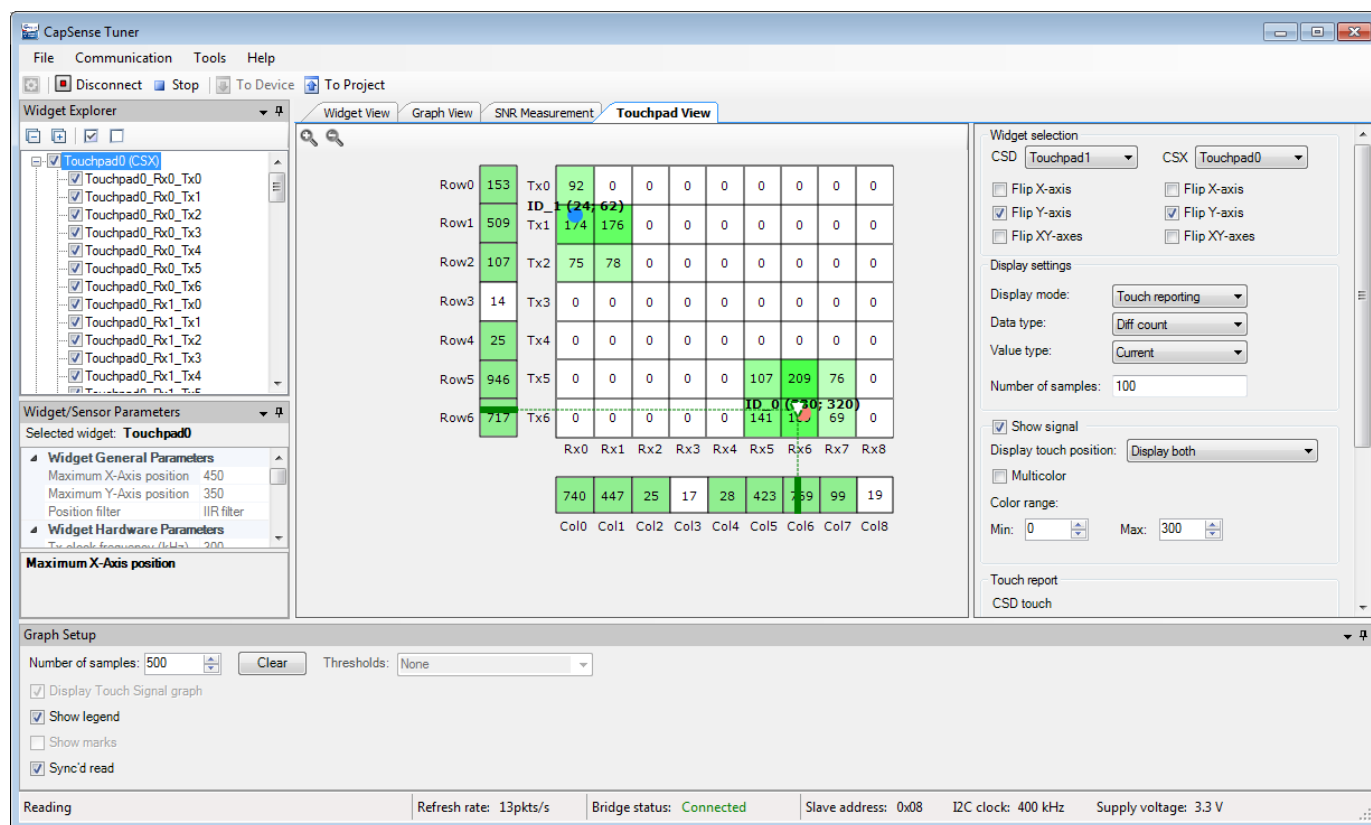 CapSense Tuner
File Communication Tools Help
Disconnect Stop To Device To Project
Widget Explorer
Widget View Graph View SNR Measurement Touchpad View
Touchpad0 (CSX)
Touchpad0_Rx0_Tx0
Touchpad0_Rx0_Tx1
Touchpad0_Rx0_Tx2
Touchpad0_Rx0_Tx3
Touchpad0_Rx0_Tx4
Touchpad0_Rx0_Tx5
Touchpad0_Rx0_Tx6
Touchpad0_Rx1_Tx0
Touchpad0_Rx1_Tx1
Touchpad0_Rx1_Tx2
Touchpad0_Rx1_Tx3
Touchpad0_Rx1_Tx4
Touchpad0_Rx1_Tx5
Widget/Sensor Parameters
Selected widget: Touchpad0
Widget General Parameters
Maximum X-Axis position 450
Maximum Y-Axis position 350
Position filter IIR filter
Widget Hardware Parameters
Tx clock frequency (kHz) 300
Maximum X-Axis position
Row0 153 Tx0 92 0 0 0 0 0 0 0 0
ID_1 (24; 62)
Row1 509 Tx1 174 176 0 0 0 0 0 0 0
Row2 107 Tx2 75 78 0 0 0 0 0 0 0
Row3 14 Tx3 0 0 0 0 0 0 0 0 0
Row4 25 Tx4 0 0 0 0 0 0 0 0 0
Row5 946 Tx5 0 0 0 0 0 107 209 76 0
ID_0 320)
Row6 717 Tx6 0 0 0 0 0 141 69 0
Rx0 Rx1 Rx2 Rx3 Rx4 Rx5 Rx6 Rx7 Rx8
740 447 25 17 28 423 99 19
Col0 Col1 Col2 Col3 Col4 Col5 Col6 Col7 Col8
Widget selection
CSD Touchpad1 CSX Touchpad0
Flip X-axis Flip X-axis
Flip Y-axis Flip Y-axis
Flip XY-axes Flip XY-axes
Display settings
Display mode: Touch reporting
Data type: Diff count
Value type: Current
Number of samples: 100
Show signal
Display touch position: Display both
Multicolor
Color range:
Min: 0 Max: 300
Touch report
CSD touch
Graph Setup
Number of samples: 500 Clear Thresholds: None
Display Touch Signal graph
Show legend
Show marks
Sync'd read
Reading Refresh rate: 13pkts/s Bridge status: Connected Slave address: 0x08 I2C clock: 400 kHz Supply voltage: 3.3 V